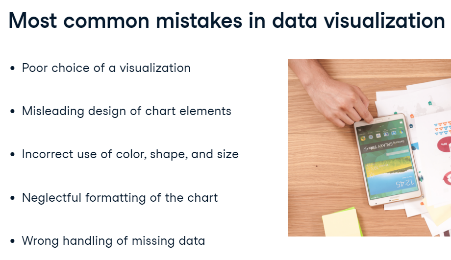 Most common mistakes in data visualization
• Poor choice of a visualization
• Misleading design of chart elements
• Incorrect use of color, shape, and size
• Neglectful formatting of the chart
• Wrong handling of missing data